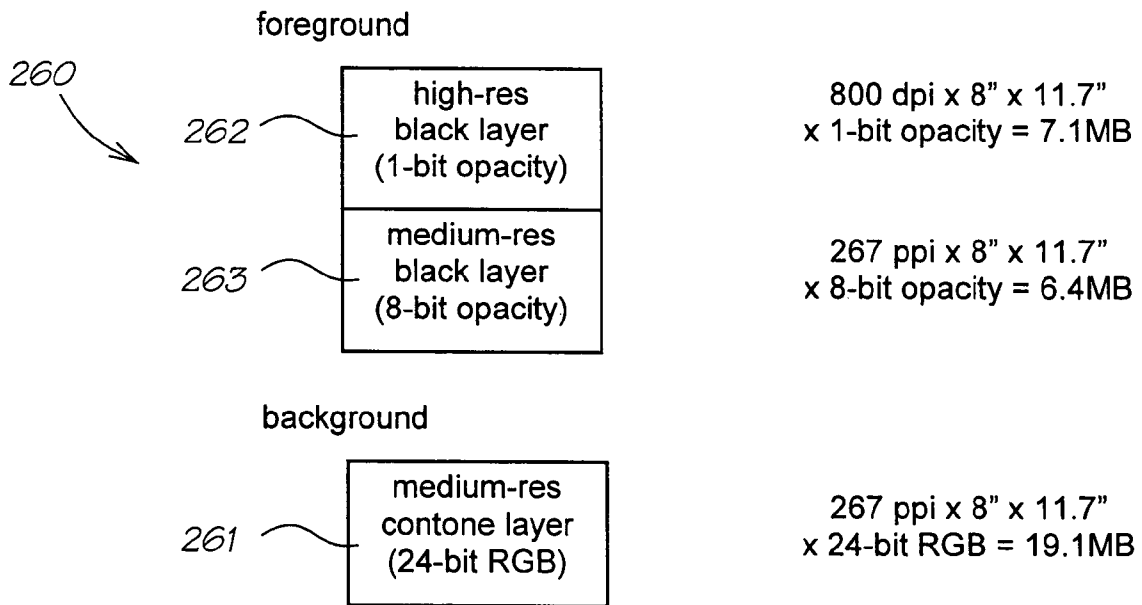 foreground
260
262
high-res
black layer
(1-bit opacity)
800 dpi x 8” x 11.7”
x 1-bit opacity = 7.1MB
263
medium-res
black layer
(8-bit opacity)
267 ppi x 8” x 11.7”
x 8-bit opacity = 6.4MB
background
261
medium-res
contone layer
(24-bit RGB)
267 ppi x 8” x 11.7”
x 24-bit RGB = 19.1MB